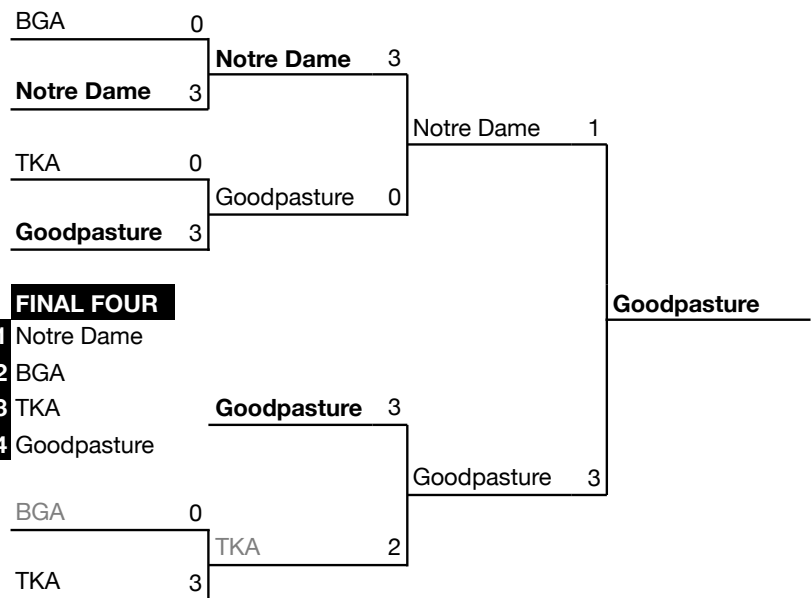 BGA 0
Notre Dame 3
Notre Dame 3
Notre Dame 1
TKA 0
Goodpasture 0
Goodpasture 3
FINAL FOUR
Goodpasture
1 Notre Dame
2 BGA
3 TKA
Goodpasture 3
4 Goodpasture
Goodpasture 3
BGA 0
TKA 2
TKA 3